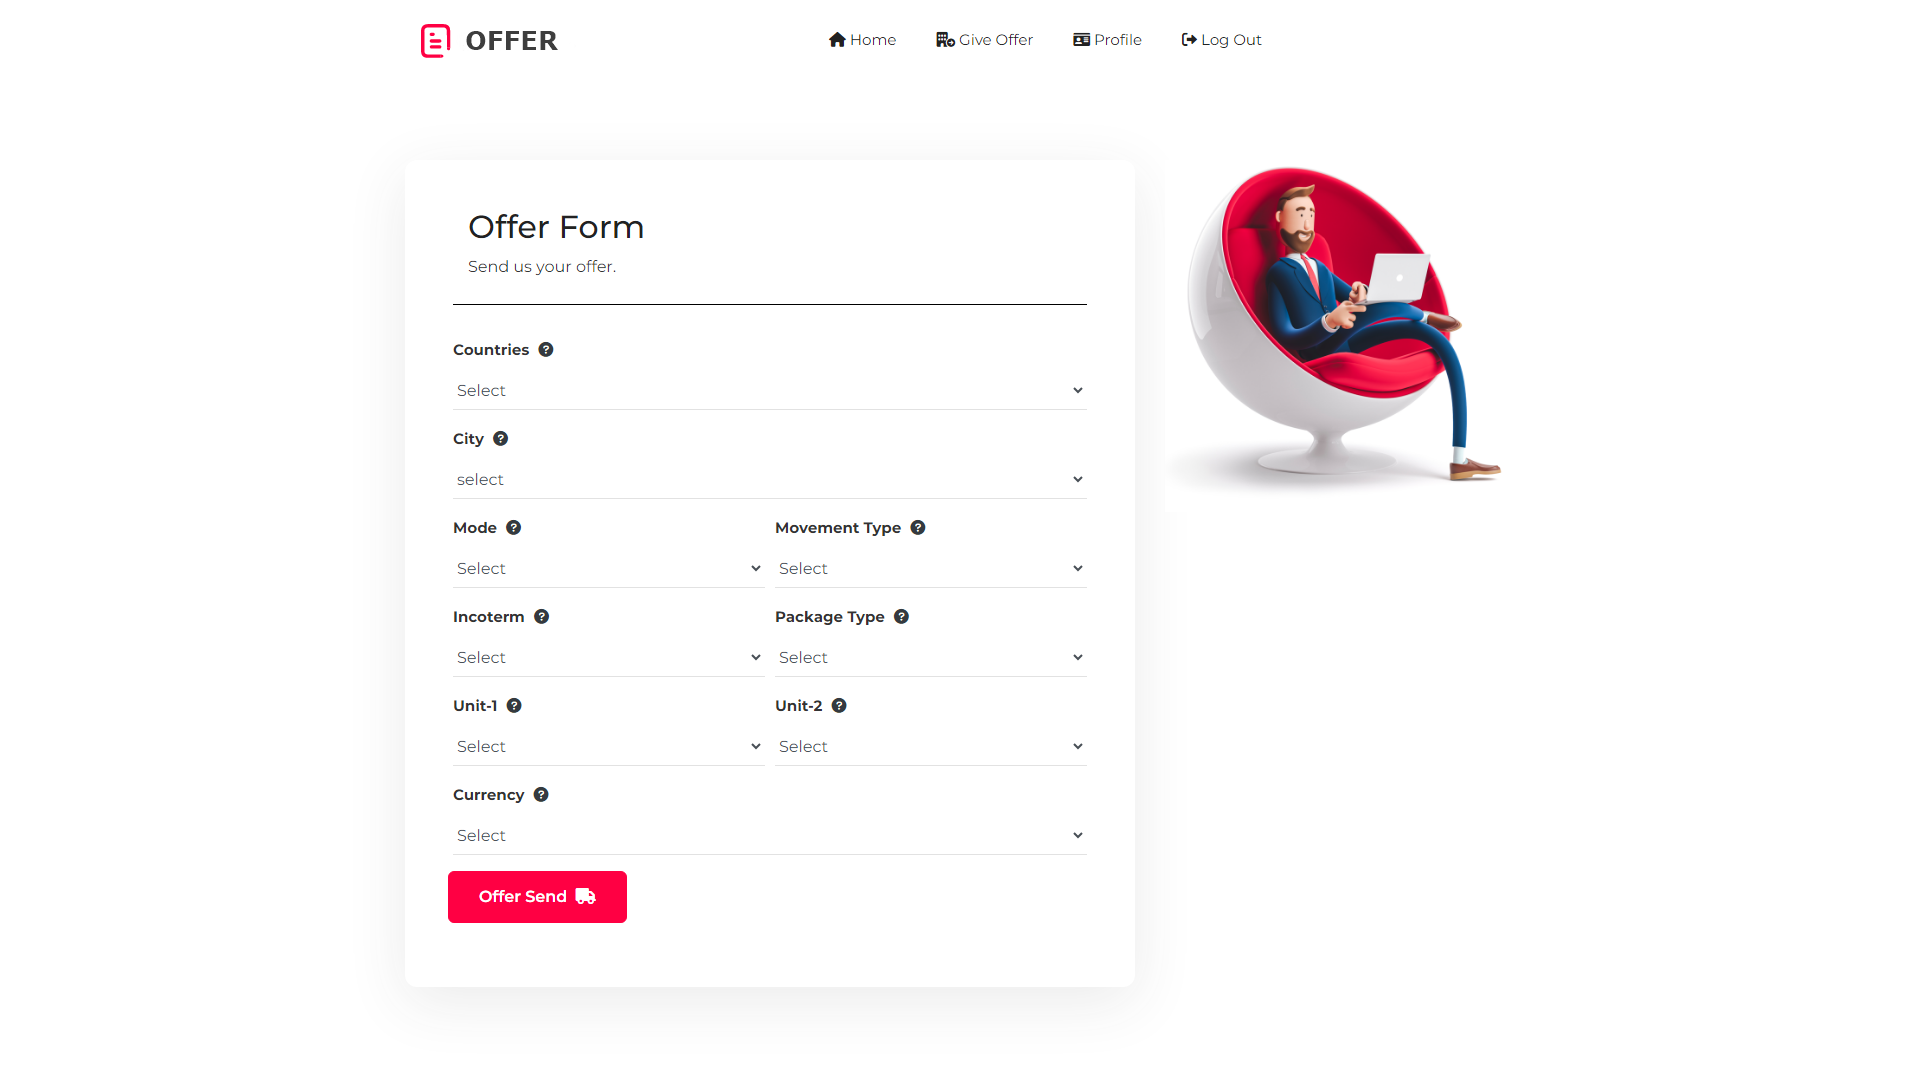 OFFER
Home
Give Offer
Profile
Log Out
Offer Form
Send us your offer.
Countries
Select
City
select
Mode
Movement Type
Select
Select
Incoterm
Package Type
Select
Select
Unit-1
Unit-2
Select
Select
Currency
Select
Offer Send